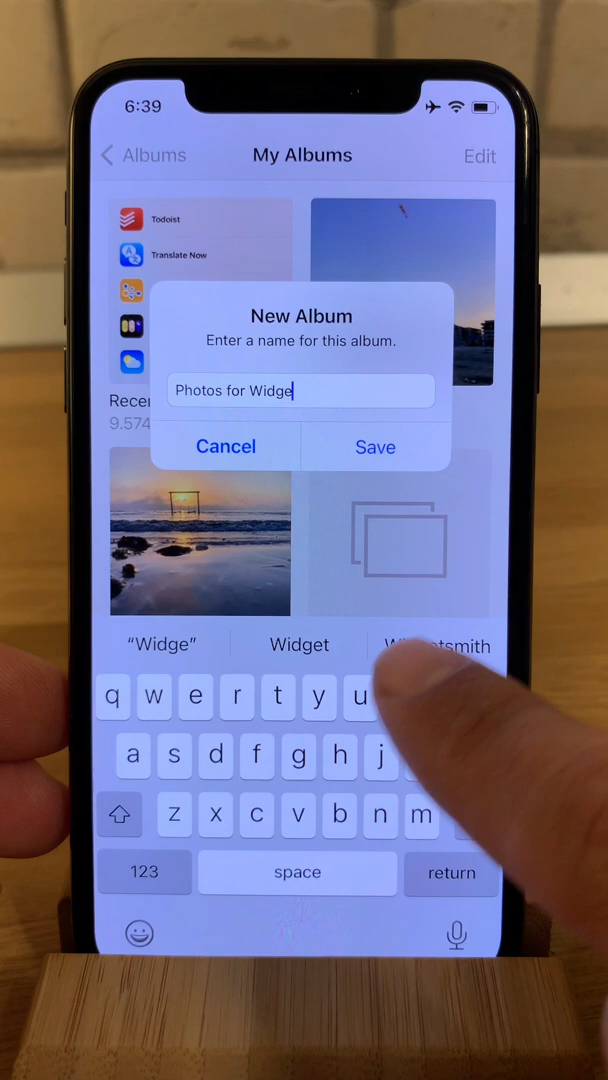 6:39
Albums
My Albums
Edit
Todoist
Translate Now
New Album
Enter a name for this album.
Photos for Widge
Cancel
Save
9.574
"Widge"
Widget
q w e r t y u
a s d f g h j
z x c v b n m
123
space
return